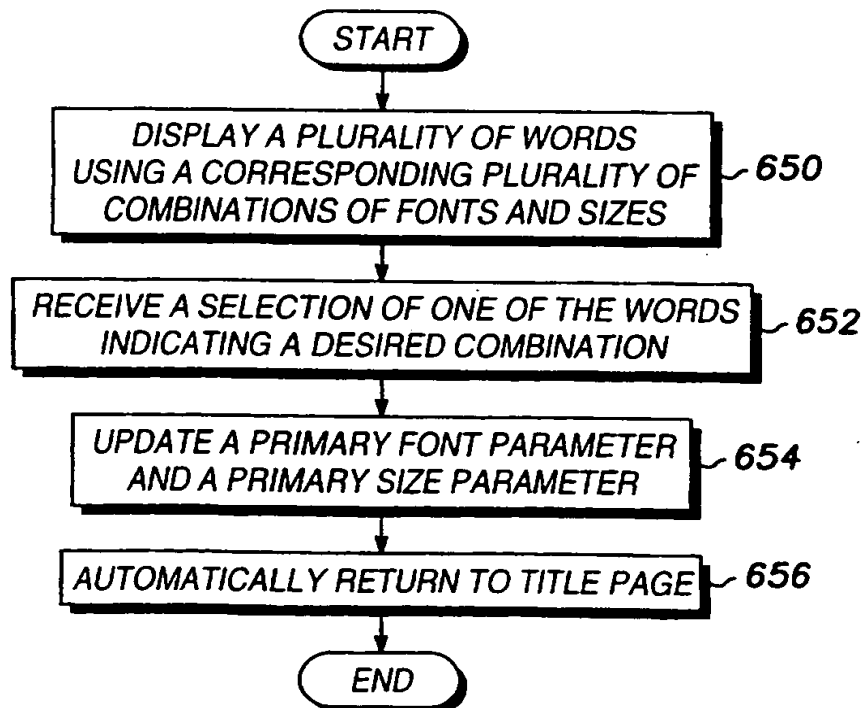 START
DISPLAY A PLURALITY OF WORDS
USING A CORRESPONDING PLURALITY OF
COMBINATIONS OF FONTS AND SIZES
650
RECEIVE A SELECTION OF ONE OF THE WORDS
INDICATING A DESIRED COMBINATION
652
UPDATE A PRIMARY FONT PARAMETER
AND A PRIMARY SIZE PARAMETER
654
AUTOMATICALLY RETURN TO TITLE PAGE
656
END